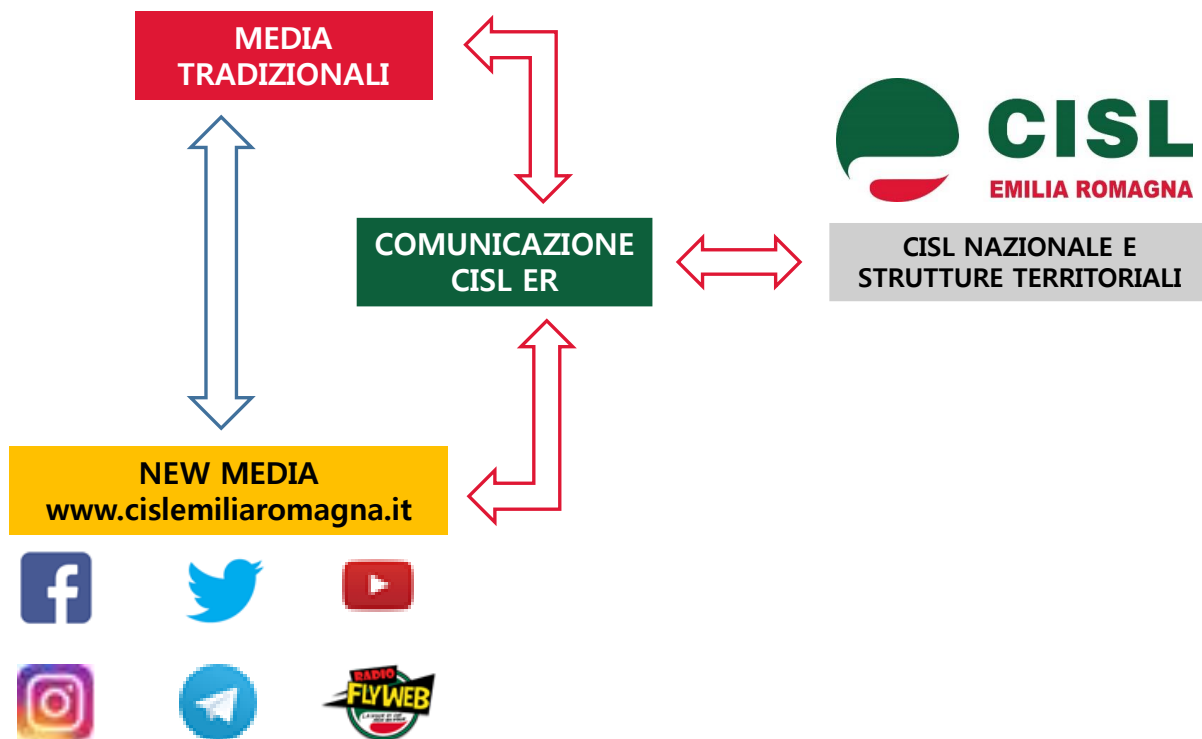 MEDIA
TRADIZIONALI
CISL
EMILIA ROMAGNA
COMUNICAZIONE
CISL ER
CISL NAZIONALE E
STRUTTURE TERRITORIALI
NEW MEDIA
www.cislemiliaromagna.it
RADIO
FLYWEB